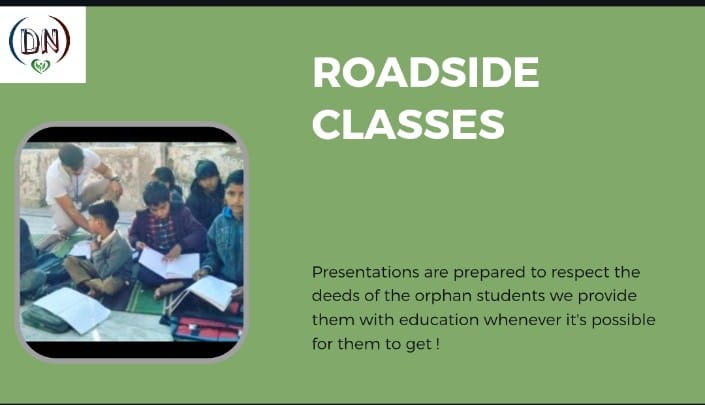 DN
ROADSIDE
CLASSES
Presentations are prepared to respect the
deeds of the orphan students we provide
them with education whenever it's possible
for them to get !